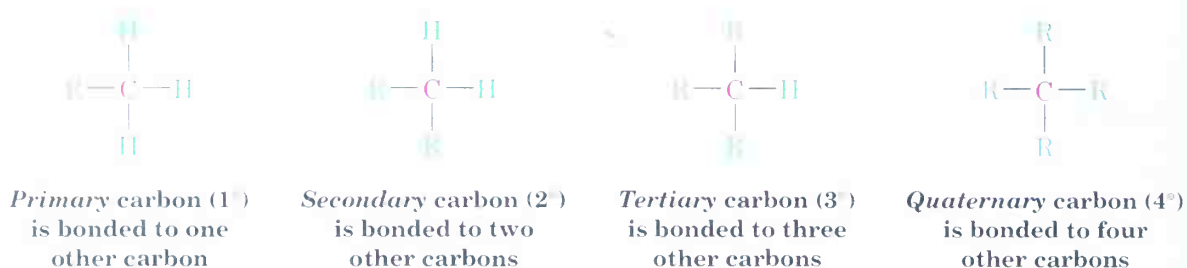 H H R R
R—C—H R—C—H R—C—H R—C—R
H R R R
Primary carbon (1°) Secondary carbon (2°) Tertiary carbon (3°) Quaternary carbon (4°)
is bonded to one is bonded to two is bonded to three is bonded to four
other carbon other carbons other carbons other carbons